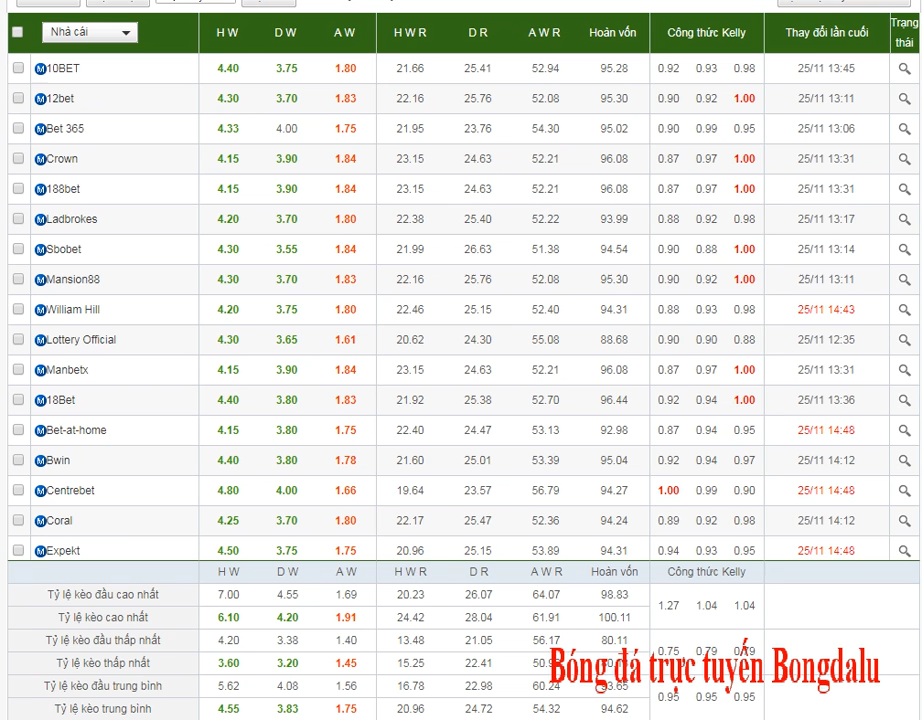 Nhà cái H W D W A W H W R D R A W R Hoàn vốn Công thức Kelly Thay đổi lần cuối Trạng thái
10BET 4.40 3.75 1.80 21.66 25.41 52.94 95.28 0.92 0.93 0.98 25/11 13:45
12bet 4.30 3.70 1.83 22.16 25.76 52.08 95.30 0.90 0.92 1.00 25/11 13:11
Bet 365 4.33 4.00 1.75 21.95 23.76 54.30 95.02 0.90 0.99 0.95 25/11 13:06
Crown 4.15 3.90 1.84 23.15 24.63 52.21 96.08 0.87 0.97 1.00 25/11 13:31
188bet 4.15 3.90 1.84 23.15 24.63 52.21 96.08 0.87 0.97 1.00 25/11 13:31
Ladbrokes 4.20 3.70 1.80 22.38 25.40 52.22 93.99 0.88 0.92 0.98 25/11 13:17
Sbobet 4.30 3.55 1.84 21.99 26.63 51.38 94.54 0.90 0.88 1.00 25/11 13:14
Mansion88 4.30 3.70 1.83 22.16 25.76 52.08 95.30 0.90 0.92 1.00 25/11 13:11
William Hill 4.20 3.75 1.80 22.46 25.15 52.40 94.31 0.88 0.93 0.98 25/11 14:43
Lottery Official 4.30 3.65 1.61 20.62 24.30 55.08 88.68 0.90 0.90 0.88 25/11 12:35
Manbetx 4.15 3.90 1.84 23.15 24.63 52.21 96.08 0.87 0.97 1.00 25/11 13:31
18Bet 4.40 3.80 1.83 21.92 25.38 52.70 96.44 0.92 0.94 1.00 25/11 13:36
Bet-at-home 4.15 3.80 1.75 22.40 24.47 53.13 92.98 0.87 0.94 0.95 25/11 14:48
Bwin 4.40 3.80 1.78 21.60 25.01 53.39 95.04 0.92 0.94 0.97 25/11 14:12
Centrebet 4.80 4.00 1.66 19.64 23.57 56.79 94.27 1.00 0.99 0.90 25/11 14:48
Coral 4.25 3.70 1.80 22.17 25.47 52.36 94.24 0.89 0.92 0.98 25/11 14:12
Expekt 4.50 3.75 1.75 20.96 25.15 53.89 94.31 0.94 0.93 0.95 25/11 14:48
H W D W A W H W R D R A W R Hoàn vốn Công thức Kelly
Tỷ lệ kèo đầu cao nhất 7.00 4.55 1.69 20.23 26.07 64.07 98.83
1.27 1.04 1.04
Tỷ lệ kèo cao nhất 6.10 4.20 1.91 24.42 28.04 61.91 100.11
Tỷ lệ kèo đầu thấp nhất 4.20 3.38 1.40 13.48 21.05 56.17 80.11
0.75 0.79
Tỷ lệ kèo thấp nhất 3.60 3.20 1.45 15.25 22.41
Bóng đá trực tuyến Bongdalu
Tỷ lệ kèo đầu trung bình 5.62 4.08 1.56 16.78 22.98 60.24
0.95 0.95 0.95
Tỷ lệ kèo trung bình 4.55 3.83 1.75 20.96 24.72 54.32 94.62